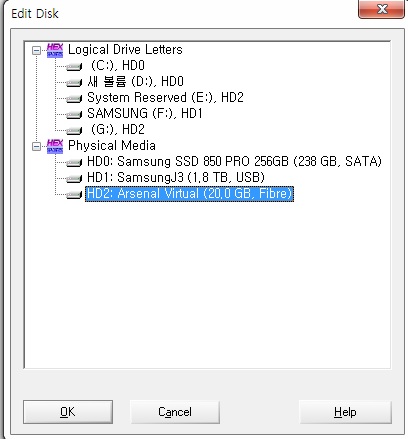 Edit Disk
Logical Drive Letters
(C:), HD0
새 볼륨 (D:), HD0
System Reserved (E:), HD2
SAMSUNG (F:), HD1
(G:), HD2
Physical Media
HD0: Samsung SSD 850 PRO 256GB (238 GB, SATA)
HD1: SamsungJ3 (1,8 TB, USB)
HD2: Arsenal Virtual (20,0 GB, Fibre)
OK
Cancel
Help